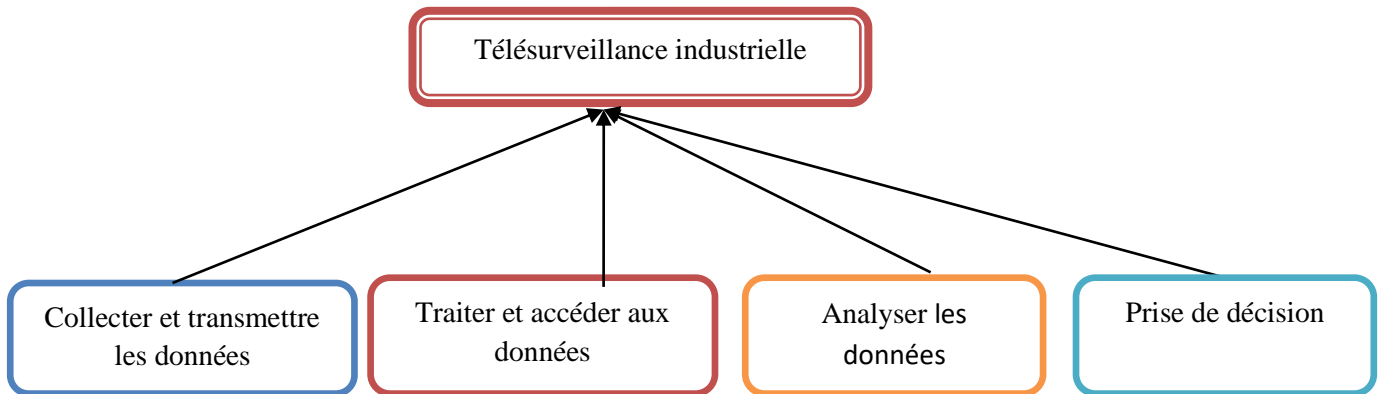 Télésurveillance industrielle
Collecter et transmettre
les données
Traiter et accéder aux
données
Analyser les
données
Prise de décision